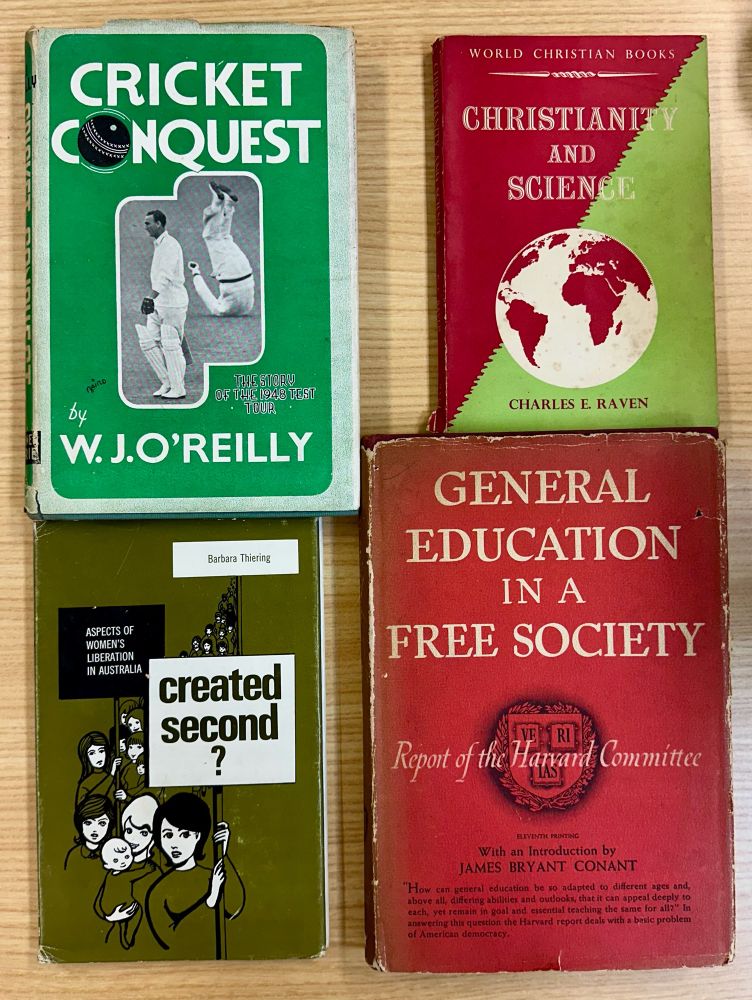 CRICKET
CONQUEST
THE STORY
OF THE 1948 TEST
TOUR
by
W. J. O'REILLY
WORLD CHRISTIAN BOOKS
CHRISTIANITY
AND
SCIENCE
CHARLES E. RAVEN
Barbara Thiering
ASPECTS OF
WOMEN'S
LIBERATION
IN AUSTRALIA
created
second
?
GENERAL
EDUCATION
IN A
FREE SOCIETY
VE RI
TAS
Report of the Harvard Committee
ELEVENTH PRINTING
With an Introduction by
JAMES BRYANT CONANT
"How can general education be so adapted to different ages and,
above all, differing abilities and outlooks, that it can appeal deeply to
each, yet remain in goal and essential teaching the same for all?" In
answering this question the Harvard report deals with a basic problem
of American democracy.